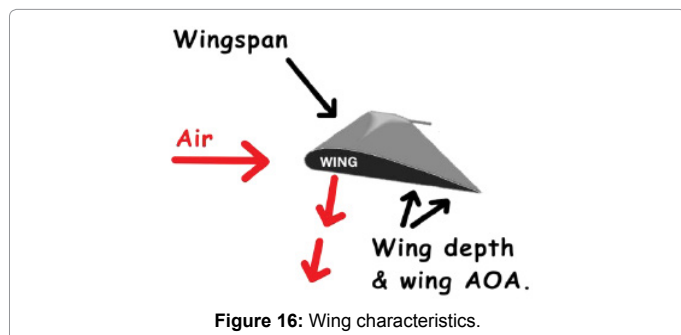 Wingspan
Air
WING
Wing depth
& wing AOA.
Figure 16: Wing characteristics.